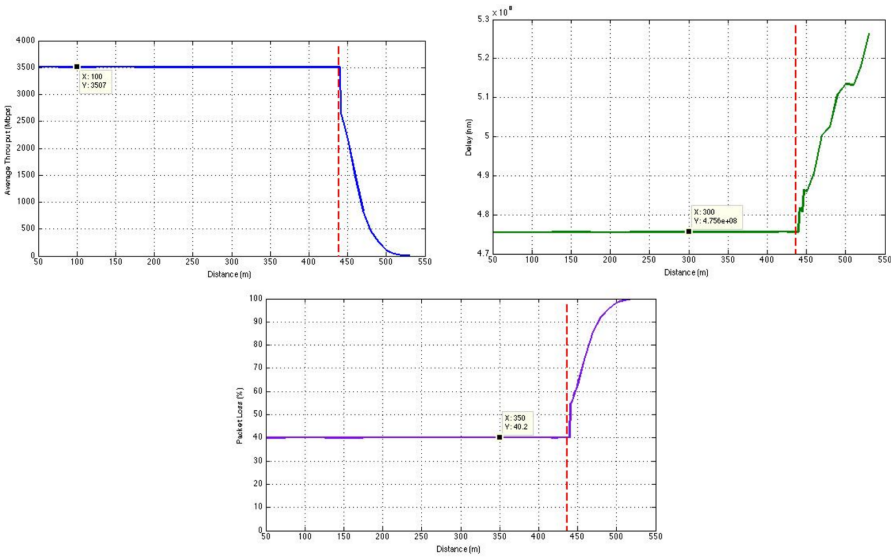 4000
3500
3000
2500
2000
1500
1000
500
0
Average Throuput (Mbps)
X: 100
Y: 3507
50 100 150 200 250 300 350 400 450 500 550
Distance (m)
x 10⁸
5.3
5.2
5.1
5
4.9
4.8
4.7
Delay (nm)
X: 300
Y: 4.756e+08
50 100 150 200 250 300 350 400 450 500 550
Distance (m)
100
90
80
70
60
50
40
30
20
10
0
Packet Loss (%)
X: 350
Y: 40.2
50 100 150 200 250 300 350 400 450 500 550
Distance (m)